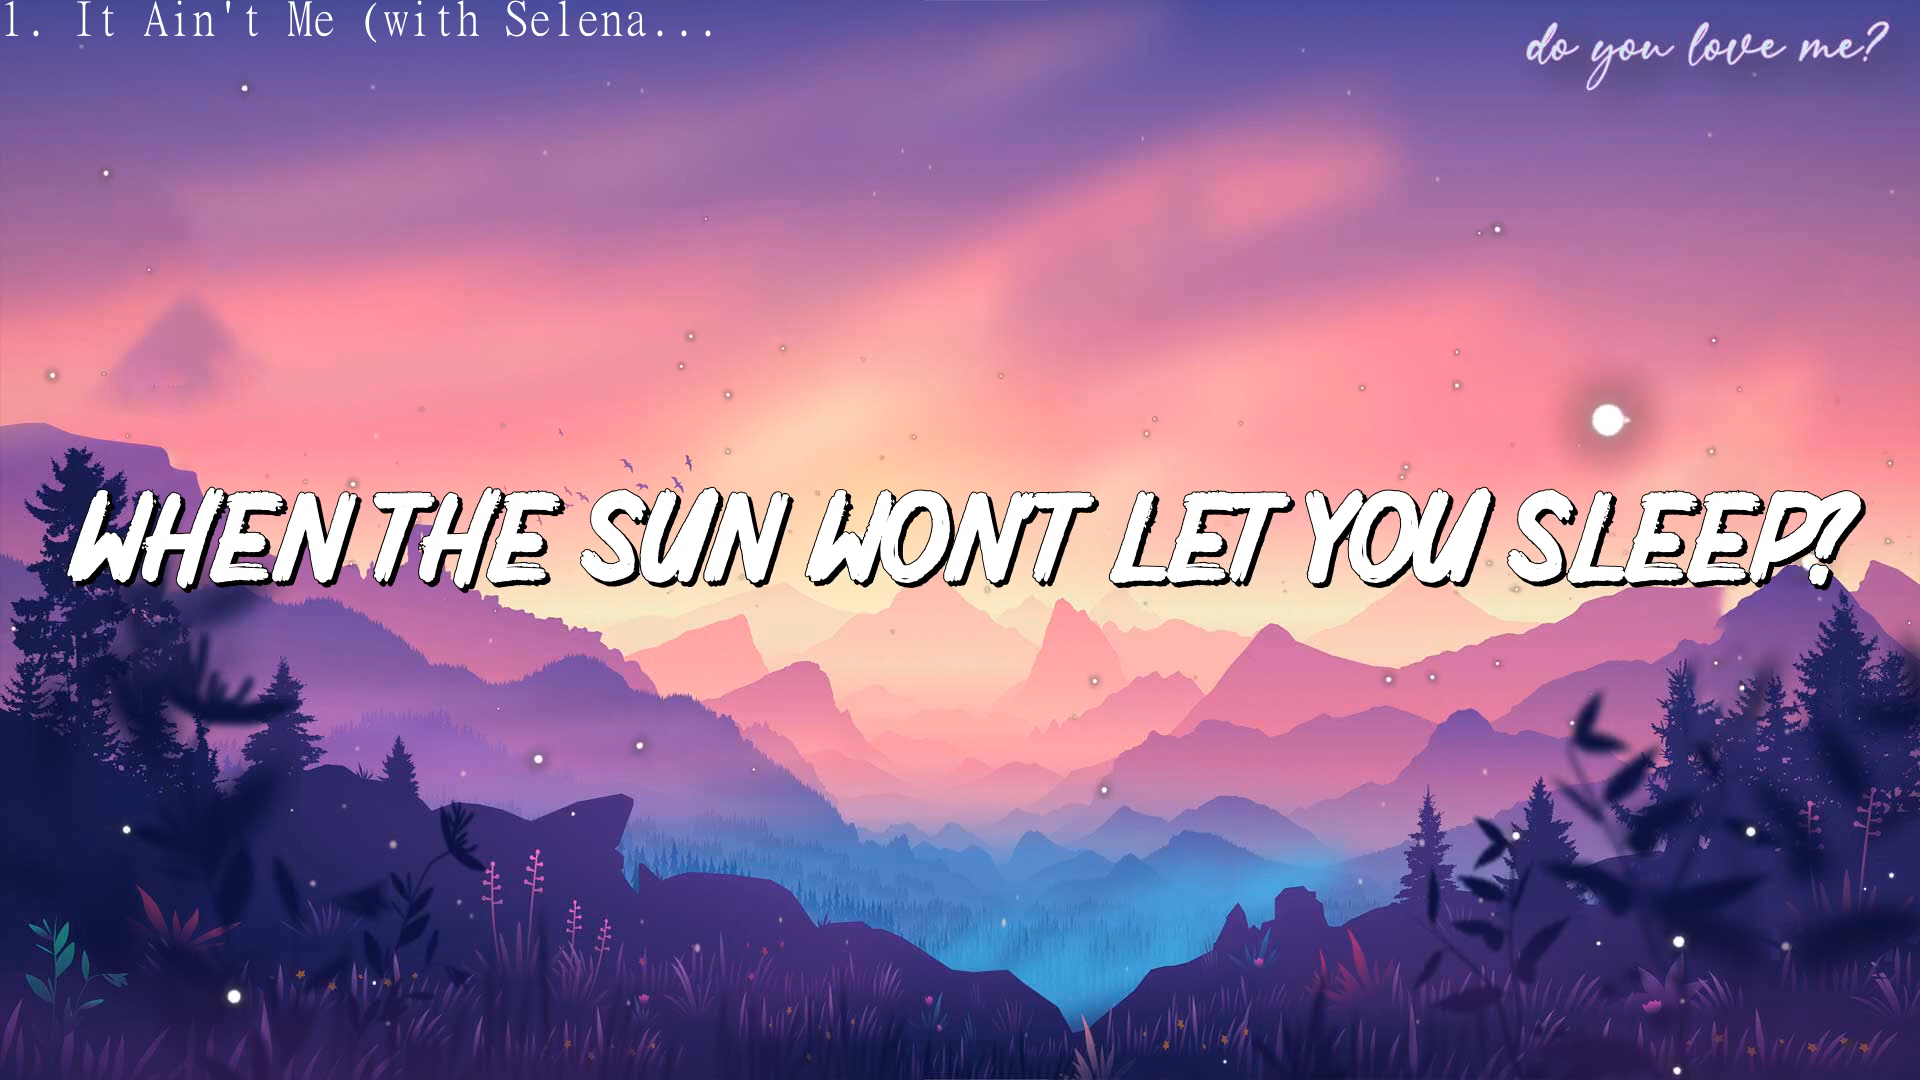 1. It Ain't Me (with Selena...
do you love me?
WHEN THE SUN WON'T LET YOU SLEEP?